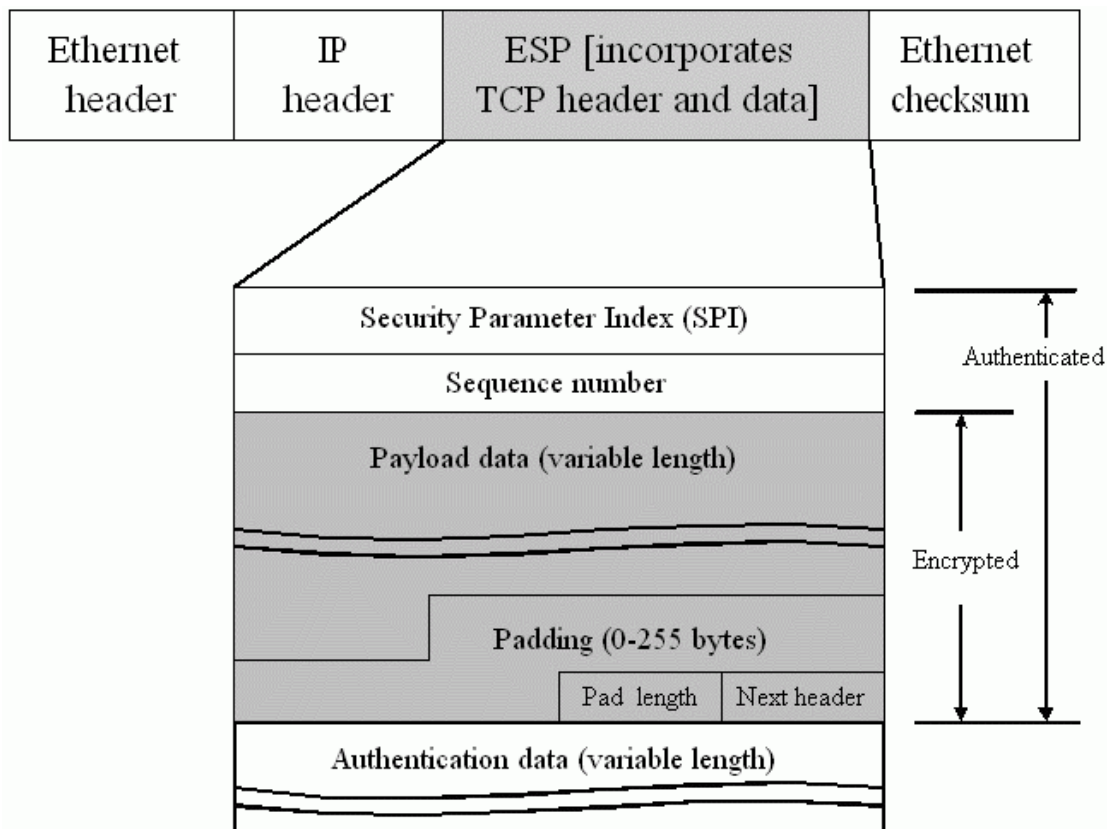 Ethernet
header
IP
header
ESP [incorporates
TCP header and data]
Ethernet
checksum
Security Parameter Index (SPI)
Authenticated
Sequence number
Payload data (variable length)
Encrypted
Padding (0-255 bytes)
Pad length
Next header
Authentication data (variable length)